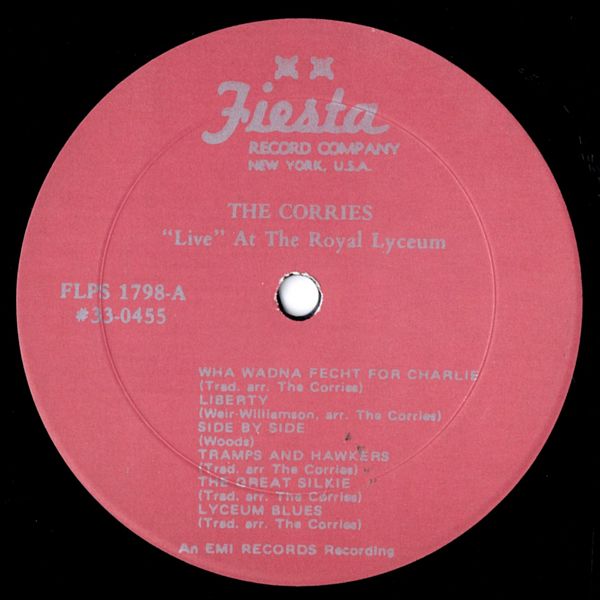 Fiesta
RECORD COMPANY
NEW YORK, U.S.A.
THE CORRIES
“Live” At The Royal Lyceum
FLPS 1798-A
#33-0455
WHA WADNA FECHT FOR CHARLIE
(Trad. arr. The Corries)
LIBERTY
(Weir-Williamson, arr. The Corries)
SIDE BY SIDE
(Woods)
TRAMPS AND HAWKERS
(Trad. arr The Corries)
THE GREAT SILKIE
(Trad. arr. The Corries)
LYCEUM BLUES
(Trad. arr. The Corries)
An EMI RECORDS Recording